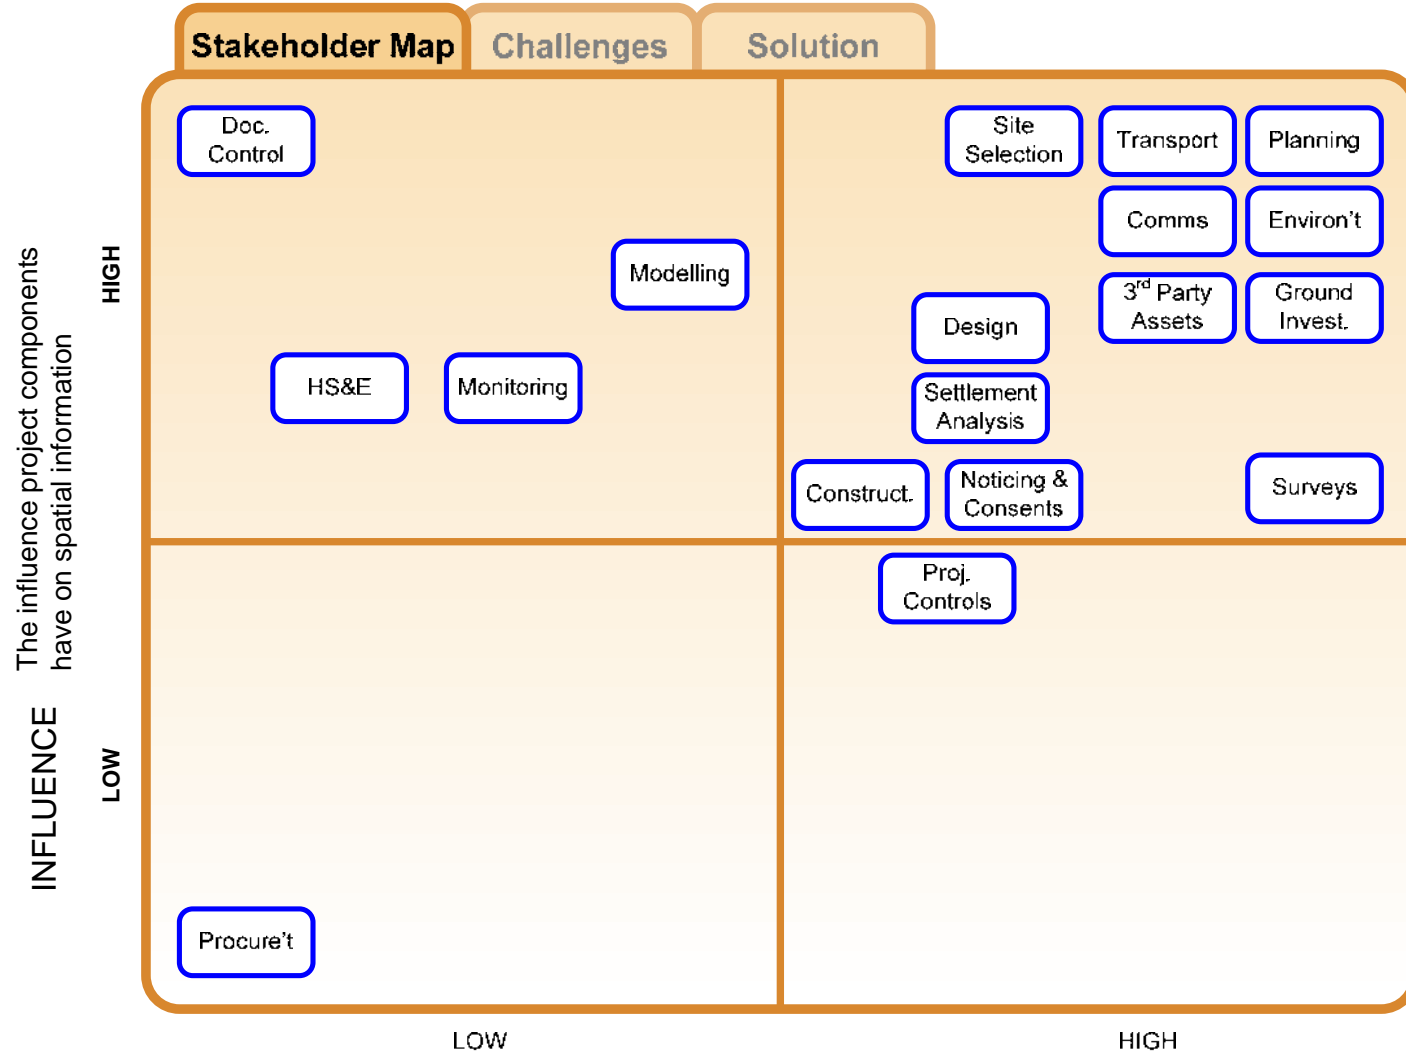 Stakeholder Map
Challenges
Solution
Doc.
Control
Site
Selection
Transport
Planning
Comms
Environ't
Modelling
3rd Party
Assets
Ground
Invest.
Design
HS&E
Monitoring
Settlement
Analysis
Construct.
Noticing &
Consents
Surveys
Proj.
Controls
Procure't
HIGH
LOW
INFLUENCE
The influence project components
have on spatial information
LOW
HIGH